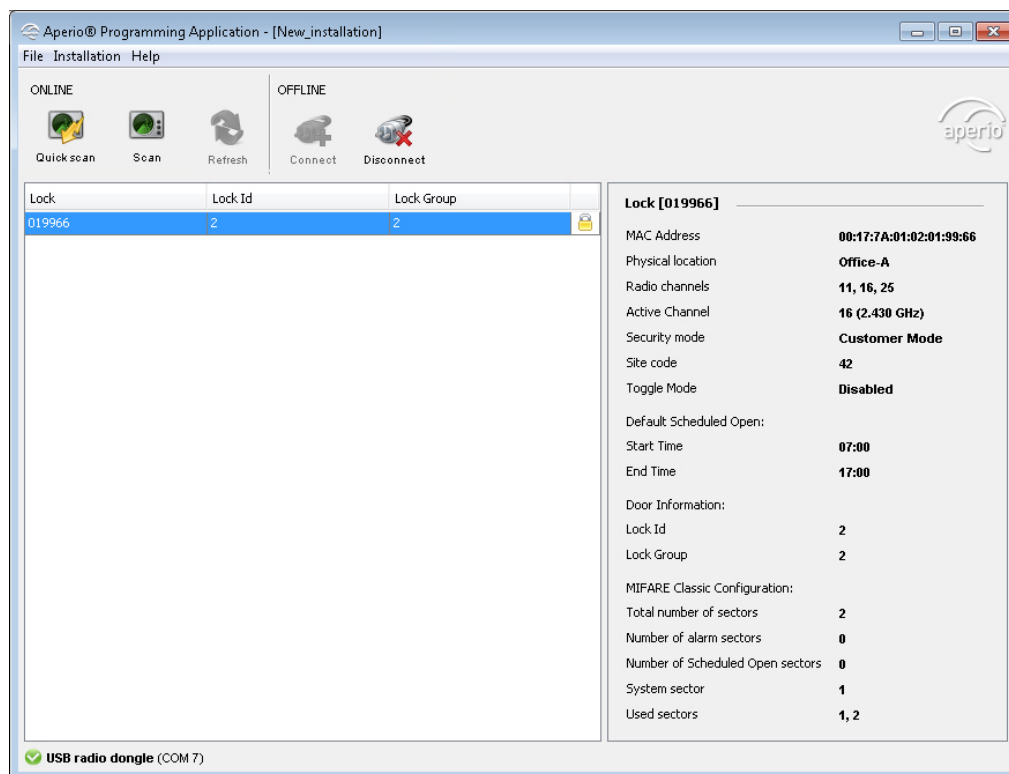 Aperio® Programming Application - [New_installation]
File Installation Help
ONLINE OFFLINE
Quick scan Scan Refresh Connect Disconnect
aperio
Lock Lock Id Lock Group
019966 2 2
Lock [019966]
MAC Address 00:17:7A:01:02:01:99:66
Physical location Office-A
Radio channels 11, 16, 25
Active Channel 16 (2.430 GHz)
Security mode Customer Mode
Site code 42
Toggle Mode Disabled
Default Scheduled Open:
Start Time 07:00
End Time 17:00
Door Information:
Lock Id 2
Lock Group 2
MIFARE Classic Configuration:
Total number of sectors 2
Number of alarm sectors 0
Number of Scheduled Open sectors 0
System sector 1
Used sectors 1, 2
USB radio dongle (COM 7)